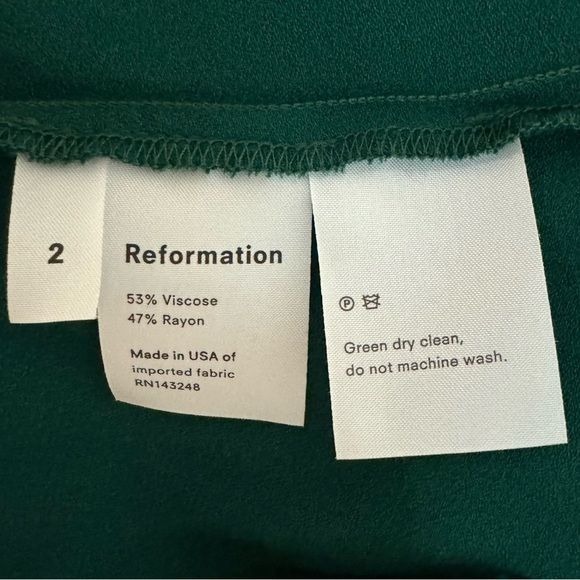 2
Reformation
53% Viscose
47% Rayon
Made in USA of
imported fabric
RN143248
P
Green dry clean,
do not machine wash.